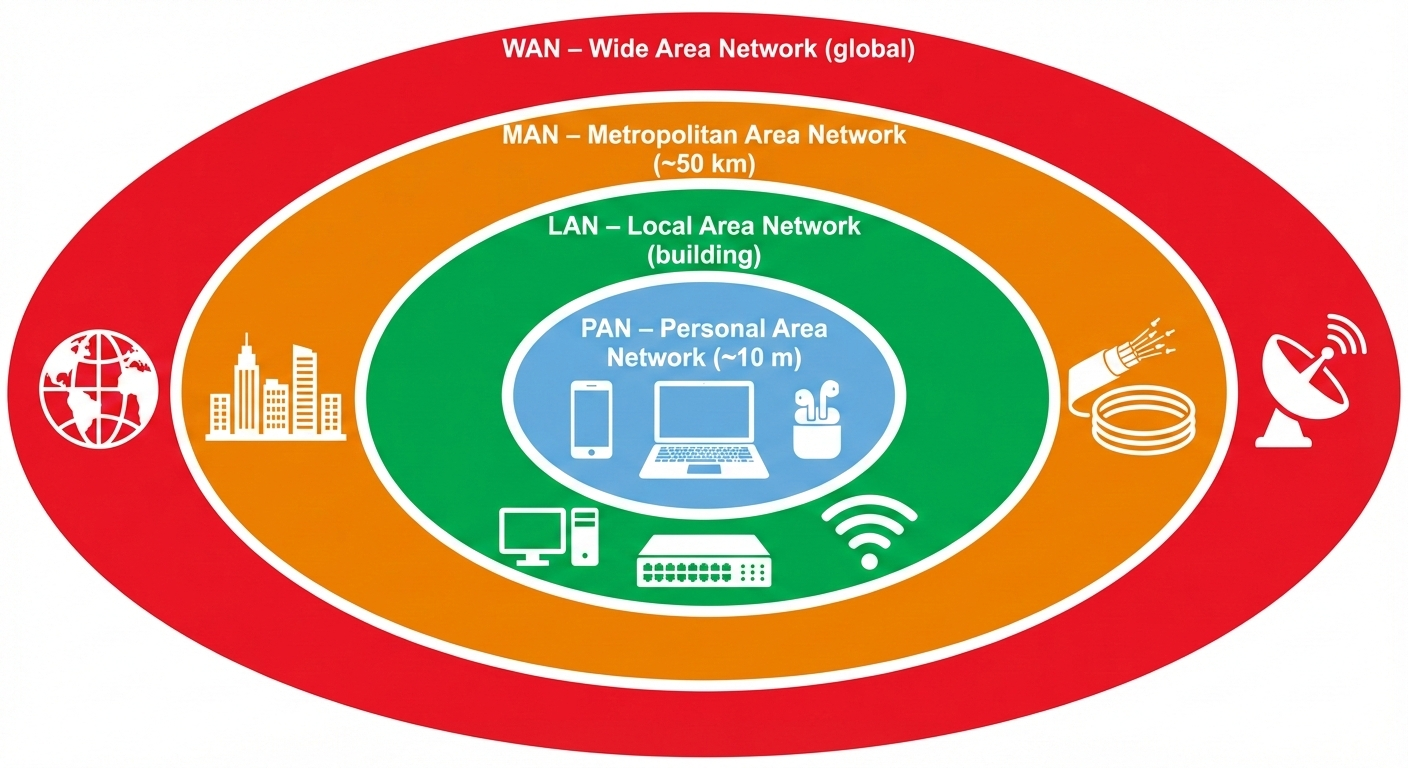 WAN – Wide Area Network (global)
MAN – Metropolitan Area Network
(~50 km)
LAN – Local Area Network
(building)
PAN – Personal Area
Network (~10 m)